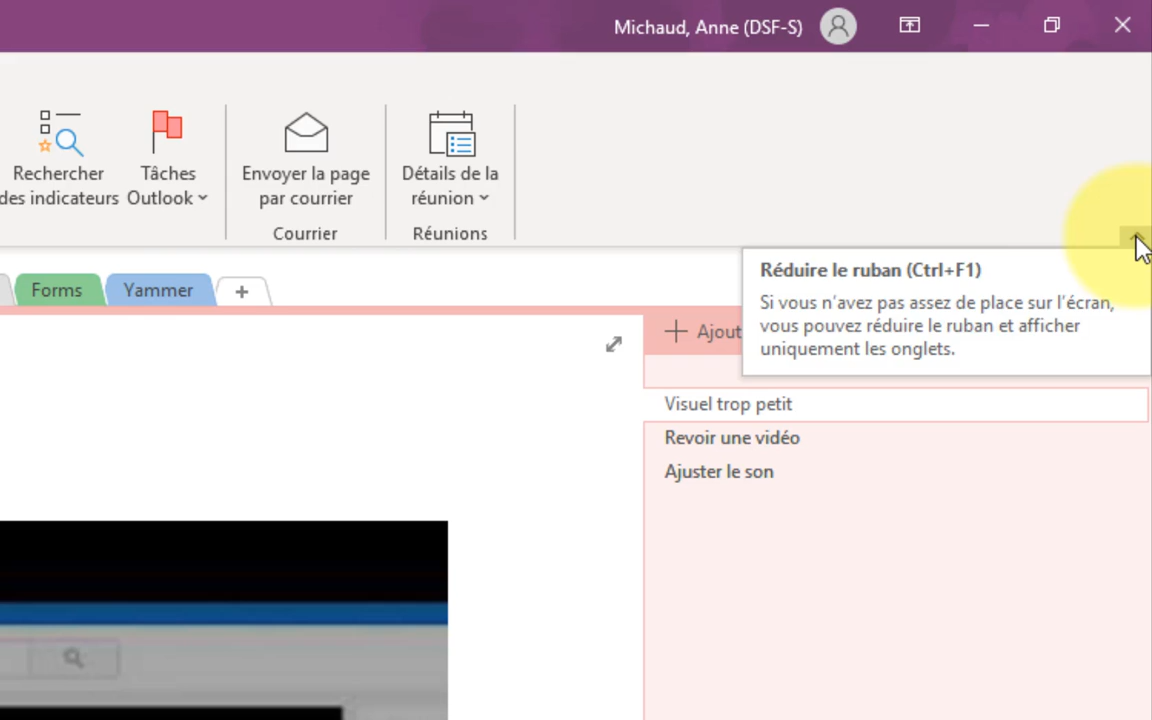 Michaud, Anne (DSF-S)
Rechercher
des indicateurs
Tâches
Outlook
Envoyer la page
par courrier
Courrier
Détails de la
réunion
Réunions
Forms
Yammer
Réduire le ruban (Ctrl+F1)
Si vous n'avez pas assez de place sur l'écran,
vous pouvez réduire le ruban et afficher
uniquement les onglets.
Ajout
Visuel trop petit
Revoir une vidéo
Ajuster le son